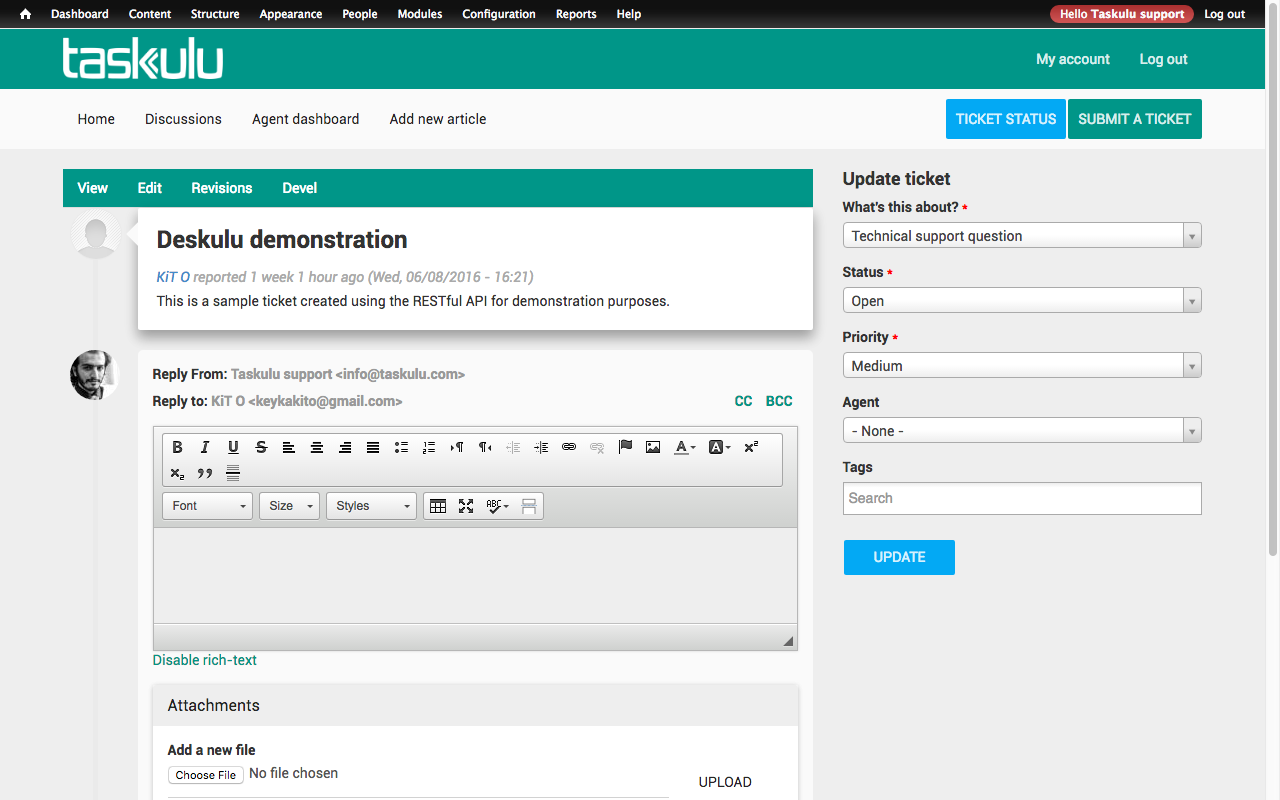 Dashboard Content Structure Appearance People Modules Configuration Reports Help Hello Taskulu support Log out
taskulu My account Log out
Home Discussions Agent dashboard Add new article TICKET STATUS SUBMIT A TICKET
View Edit Revisions Devel
Deskulu demonstration
KiT O reported 1 week 1 hour ago (Wed, 06/08/2016 - 16:21)
This is a sample ticket created using the RESTful API for demonstration purposes.
Reply From: Taskulu support <info@taskulu.com>
Reply to: KiT O <keykakito@gmail.com> CC BCC
Font Size Styles
Disable rich-text
Attachments
Add a new file
Choose File No file chosen
UPLOAD
Update ticket
What's this about? *
Technical support question
Status *
Open
Priority *
Medium
Agent
- None -
Tags
Search
UPDATE